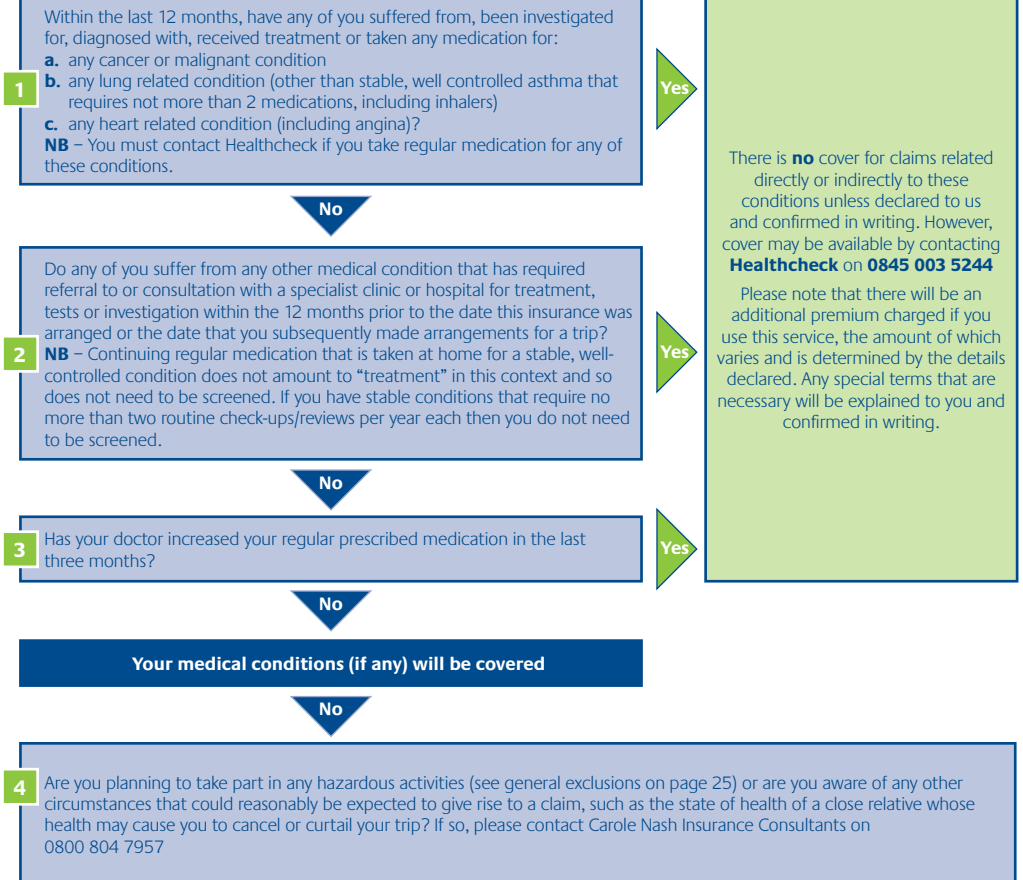 Within the last 12 months, have any of you suffered from, been investigated
for, diagnosed with, received treatment or taken any medication for:
a. any cancer or malignant condition
1
b. any lung related condition (other than stable, well controlled asthma that
requires not more than 2 medications, including inhalers)
c. any heart related condition (including angina)?
NB – You must contact Healthcheck if you take regular medication for any of
these conditions.
Yes
No
Do any of you suffer from any other medical condition that has required
referral to or consultation with a specialist clinic or hospital for treatment,
tests or investigation within the 12 months prior to the date this insurance was
arranged or the date that you subsequently made arrangements for a trip?
2
NB – Continuing regular medication that is taken at home for a stable, well-
controlled condition does not amount to “treatment” in this context and so
does not need to be screened. If you have stable conditions that require no
more than two routine check-ups/reviews per year each then you do not need
to be screened.
Yes
No
3
Has your doctor increased your regular prescribed medication in the last
three months?
Yes
There is no cover for claims related
directly or indirectly to these
conditions unless declared to us
and confirmed in writing. However,
cover may be available by contacting
Healthcheck on 0845 003 5244
Please note that there will be an
additional premium charged if you
use this service, the amount of which
varies and is determined by the details
declared. Any special terms that are
necessary will be explained to you and
confirmed in writing.
No
Your medical conditions (if any) will be covered
No
4
Are you planning to take part in any hazardous activities (see general exclusions on page 25) or are you aware of any other
circumstances that could reasonably be expected to give rise to a claim, such as the state of health of a close relative whose
health may cause you to cancel or curtail your trip? If so, please contact Carole Nash Insurance Consultants on
0800 804 7957